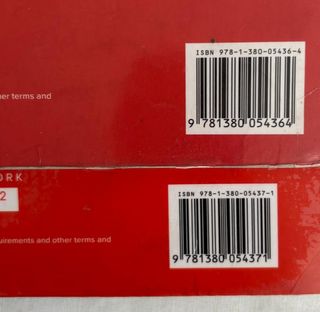 ISBN 978-1-380-05436-4
her terms and
9 781380 054364
ORK
2
ISBN 978-1-380-05437-1
uirements and other terms and
9 781380 054371